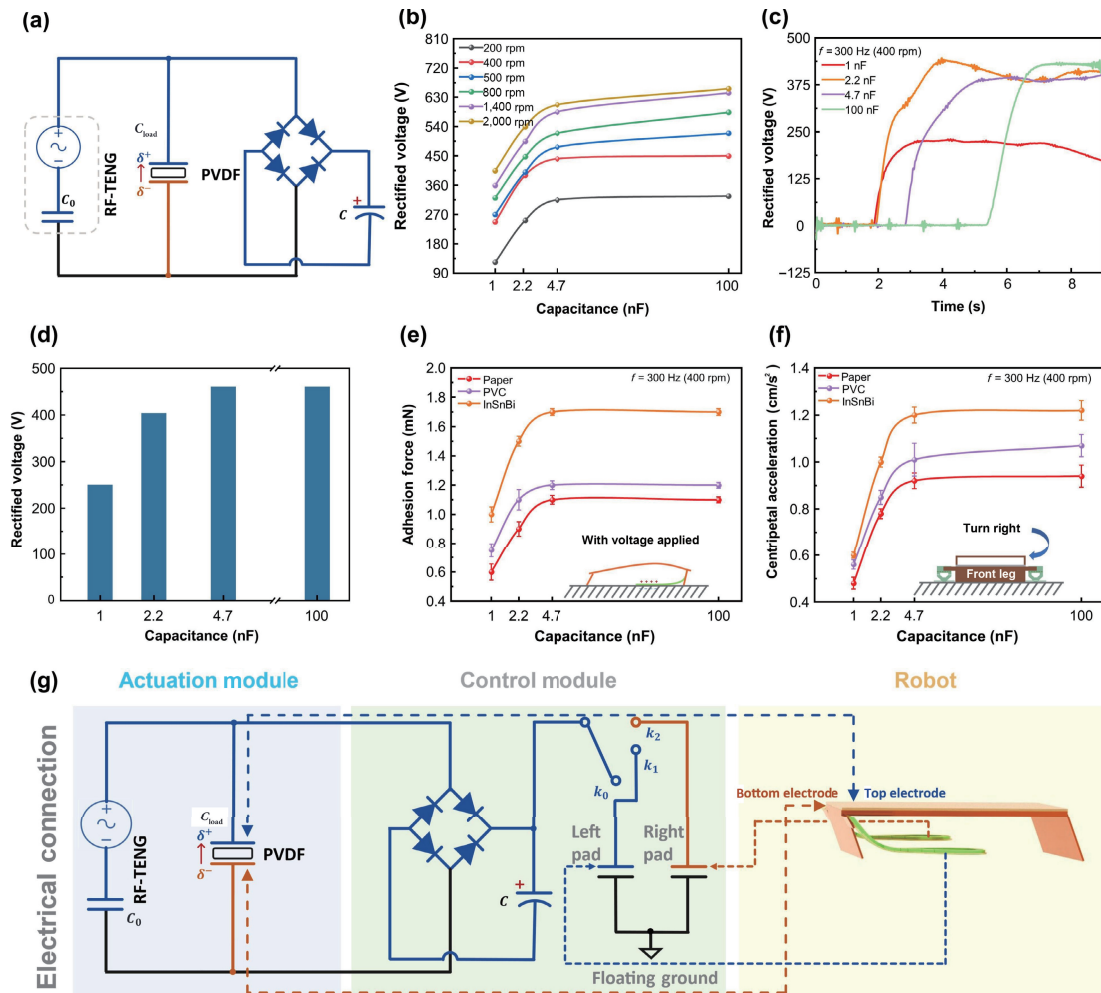 (a)
C_load
δ⁺
δ⁻
PVDF
RF-TENG
C₀
+
C
(b)
Rectified voltage (V)
810
720
630
540
450
360
270
180
90
200 rpm
400 rpm
500 rpm
800 rpm
1,400 rpm
2,000 rpm
1
2.2
4.7
100
Capacitance (nF)
(c)
Rectified voltage (V)
450
375
250
125
0
−125
f = 300 Hz (400 rpm)
1 nF
2.2 nF
4.7 nF
100 nF
0
2
4
6
8
Time (s)
(d)
Rectified voltage (V)
500
400
300
250
100
0
1
2.2
4.7
100
Capacitance (nF)
(e)
Adhesion force (mN)
2.0
1.8
1.6
1.4
1.2
1.0
0.8
0.6
0.4
Paper
PVC
InSnBi
f = 300 Hz (400 rpm)
With voltage applied
++++
1
2.2
4.7
100
Capacitance (nF)
(f)
Centripetal acceleration (cm/s²)
1.4
1.2
1.0
0.8
0.6
0.4
Paper
PVC
InSnBi
f = 300 Hz (400 rpm)
Turn right
Front leg
1
2.2
4.7
100
Capacitance (nF)
(g)
Actuation module
Control module
Robot
Electrical connection
C_load
δ⁺
δ⁻
PVDF
RF-TENG
C₀
+
C
k₀
k₁
k₂
Left
pad
Right
pad
Floating ground
Bottom electrode
Top electrode